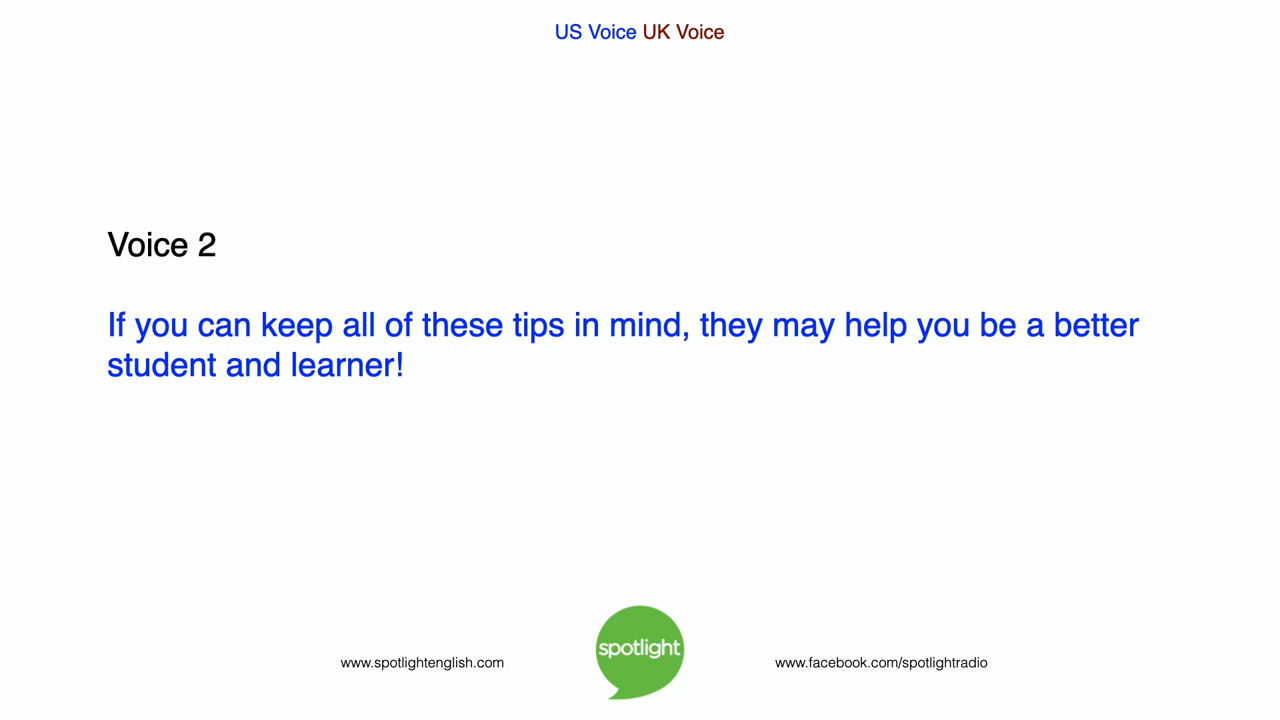 US Voice UK Voice
Voice 2
If you can keep all of these tips in mind, they may help you be a better
student and learner!
www.spotlightenglish.com
spotlight
www.facebook.com/spotlightradio